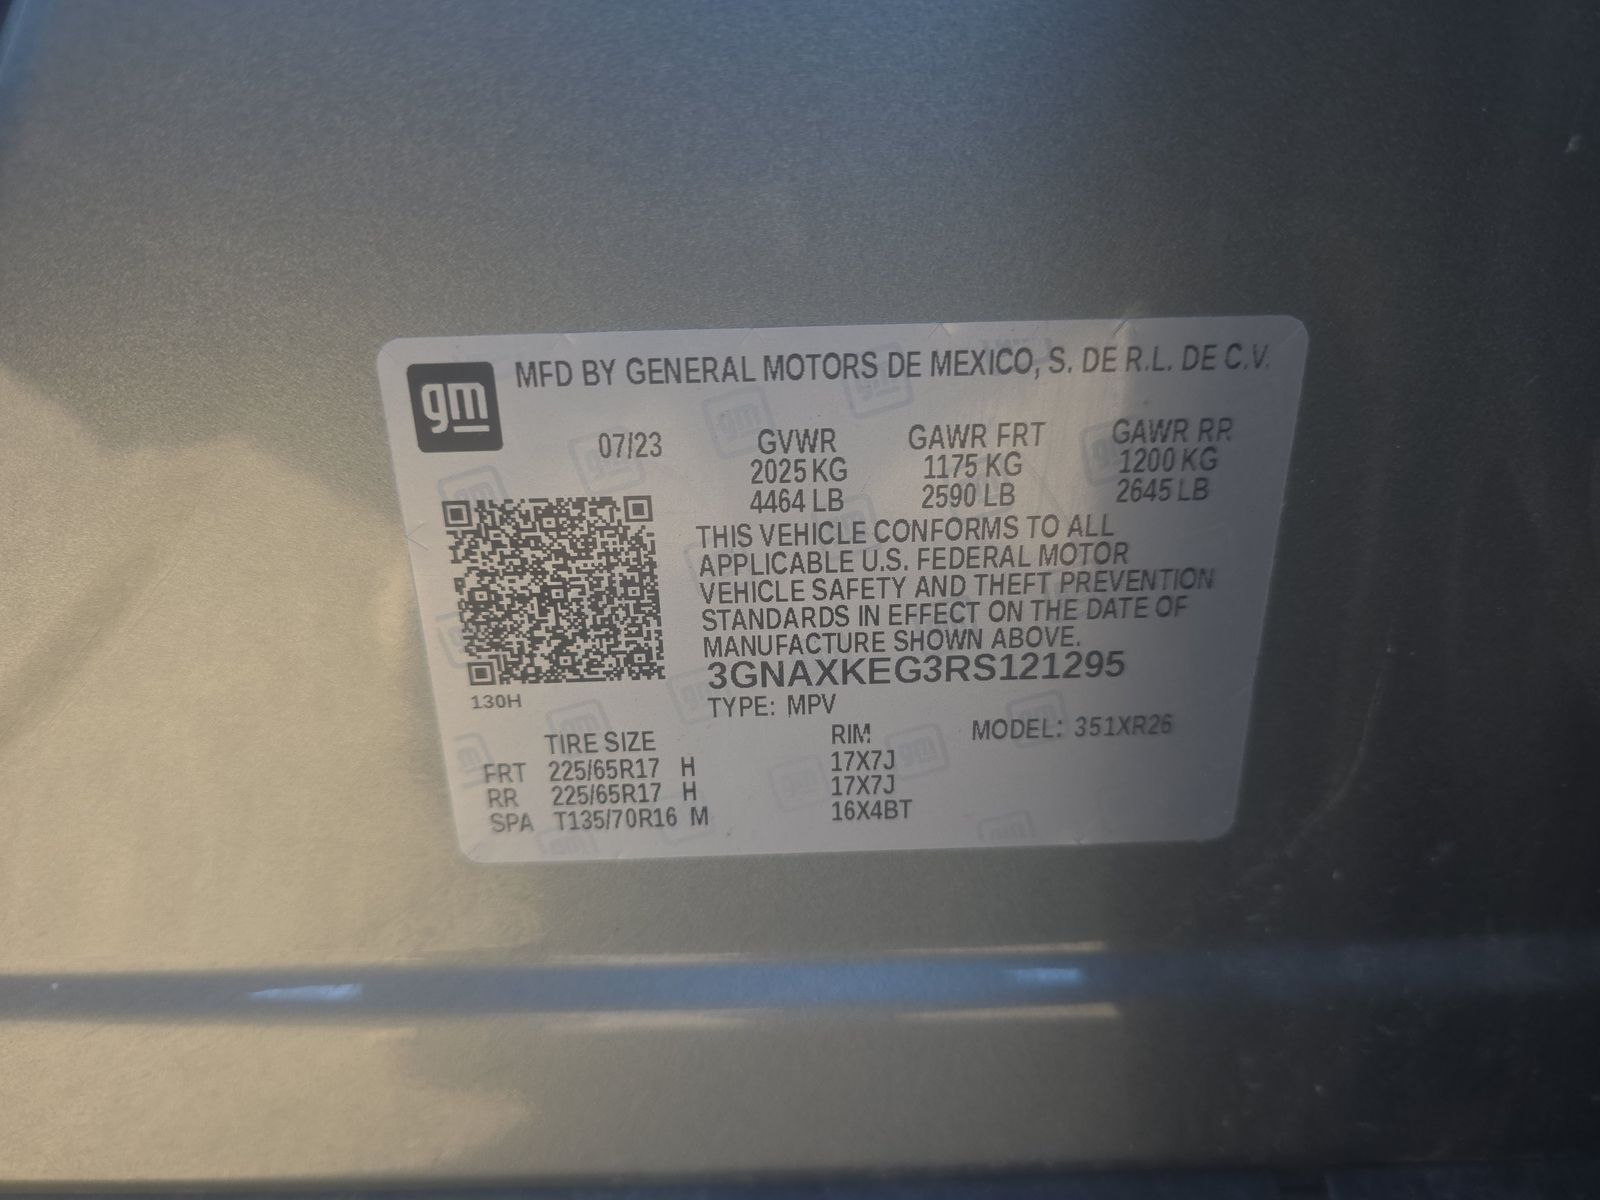 gm MFD BY GENERAL MOTORS DE MEXICO, S. DE R.L. DE C.V.
07/23 GVWR GAWR FRT GAWR RR
2025 KG 1175 KG 1200 KG
4464 LB 2590 LB 2645 LB
THIS VEHICLE CONFORMS TO ALL
APPLICABLE U.S. FEDERAL MOTOR
VEHICLE SAFETY AND THEFT PREVENTION
STANDARDS IN EFFECT ON THE DATE OF
MANUFACTURE SHOWN ABOVE.
3GNAXKEG3RS121295
130H
TYPE: MPV
TIRE SIZE RIM MODEL: 351XR26
FRT 225/65R17 H 17X7J
RR 225/65R17 H 17X7J
SPA T135/70R16 M 16X4BT